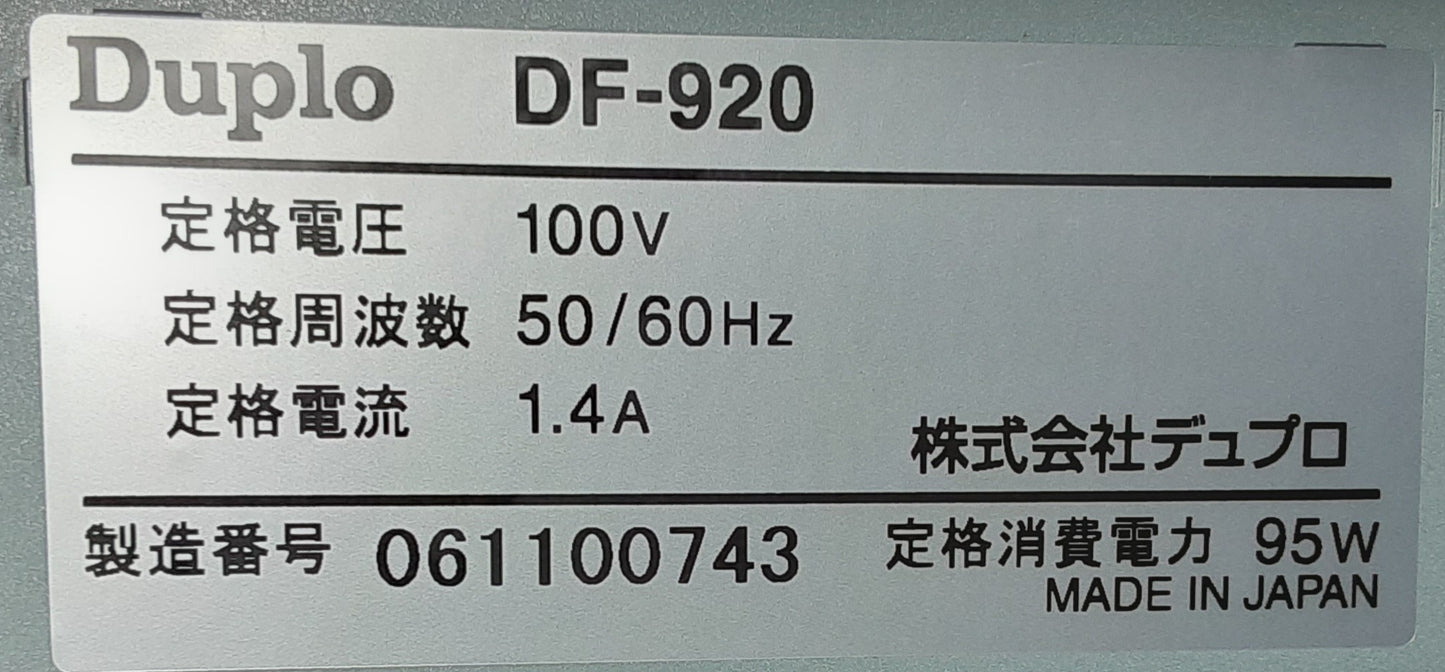 Duplo DF-920
定格電圧 100V
定格周波数 50/60Hz
定格電流 1.4A
株式会社デュプロ
製造番号 061100743 定格消費電力 95W
MADE IN JAPAN